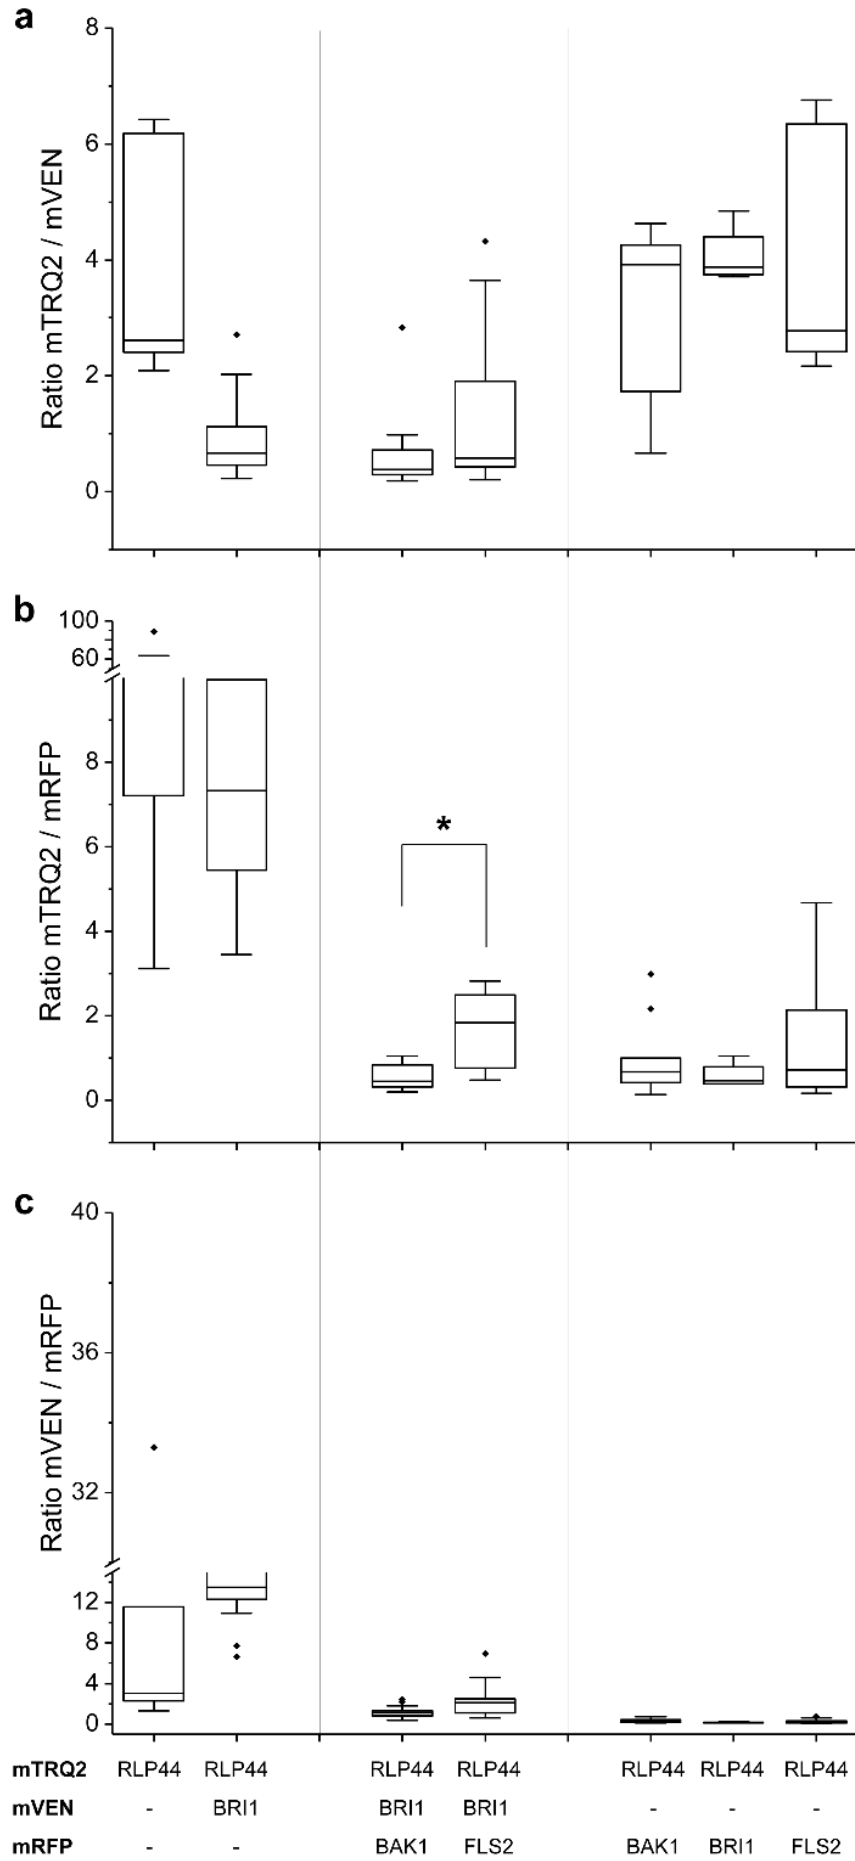 a
Ratio mTRQ2 / mVEN
8
6
4
2
0
b
Ratio mTRQ2 / mRFP
100
60
8
6
4
2
0
*
c
Ratio mVEN / mRFP
40
36
32
12
8
4
0
mTRQ2 RLP44 RLP44 RLP44 RLP44 RLP44 RLP44 RLP44
mVEN - BRI1 BRI1 BRI1 - - -
mRFP - - BAK1 FLS2 BAK1 BRI1 FLS2